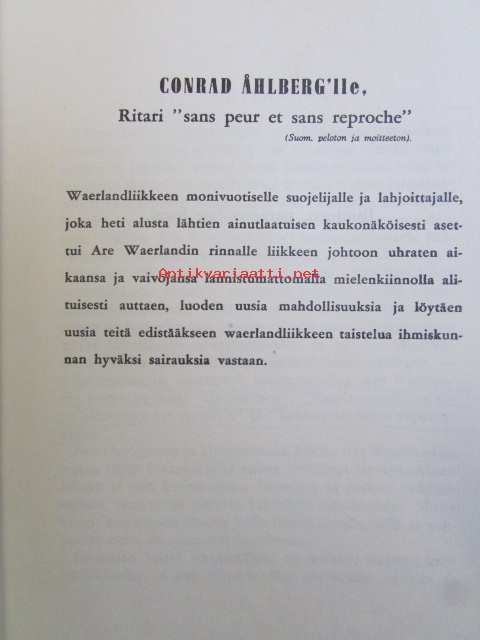 CONRAD ÅHLBERG'lle,
Ritari "sans peur et sans reproche"
(Suom. peloton ja moitteeton).
Waerlandliikkeen monivuotiselle suojelijalle ja lahjoittajalle,
joka heti alusta lähtien ainutlaatuisen kaukonäköisesti aset-
tui Are Waerlandin rinnalle liikkeen johtoon uhraten ai-
kaansa ja vaivojansa lannistumattomalla mielenkiinnolla ali-
Antikvariaatti.net
tuisesti auttaen, luoden uusia mahdollisuuksia ja löytäen
uusia teitä edistääkseen waerlandliikkeen taistelua ihmiskun-
nan hyväksi sairauksia vastaan.